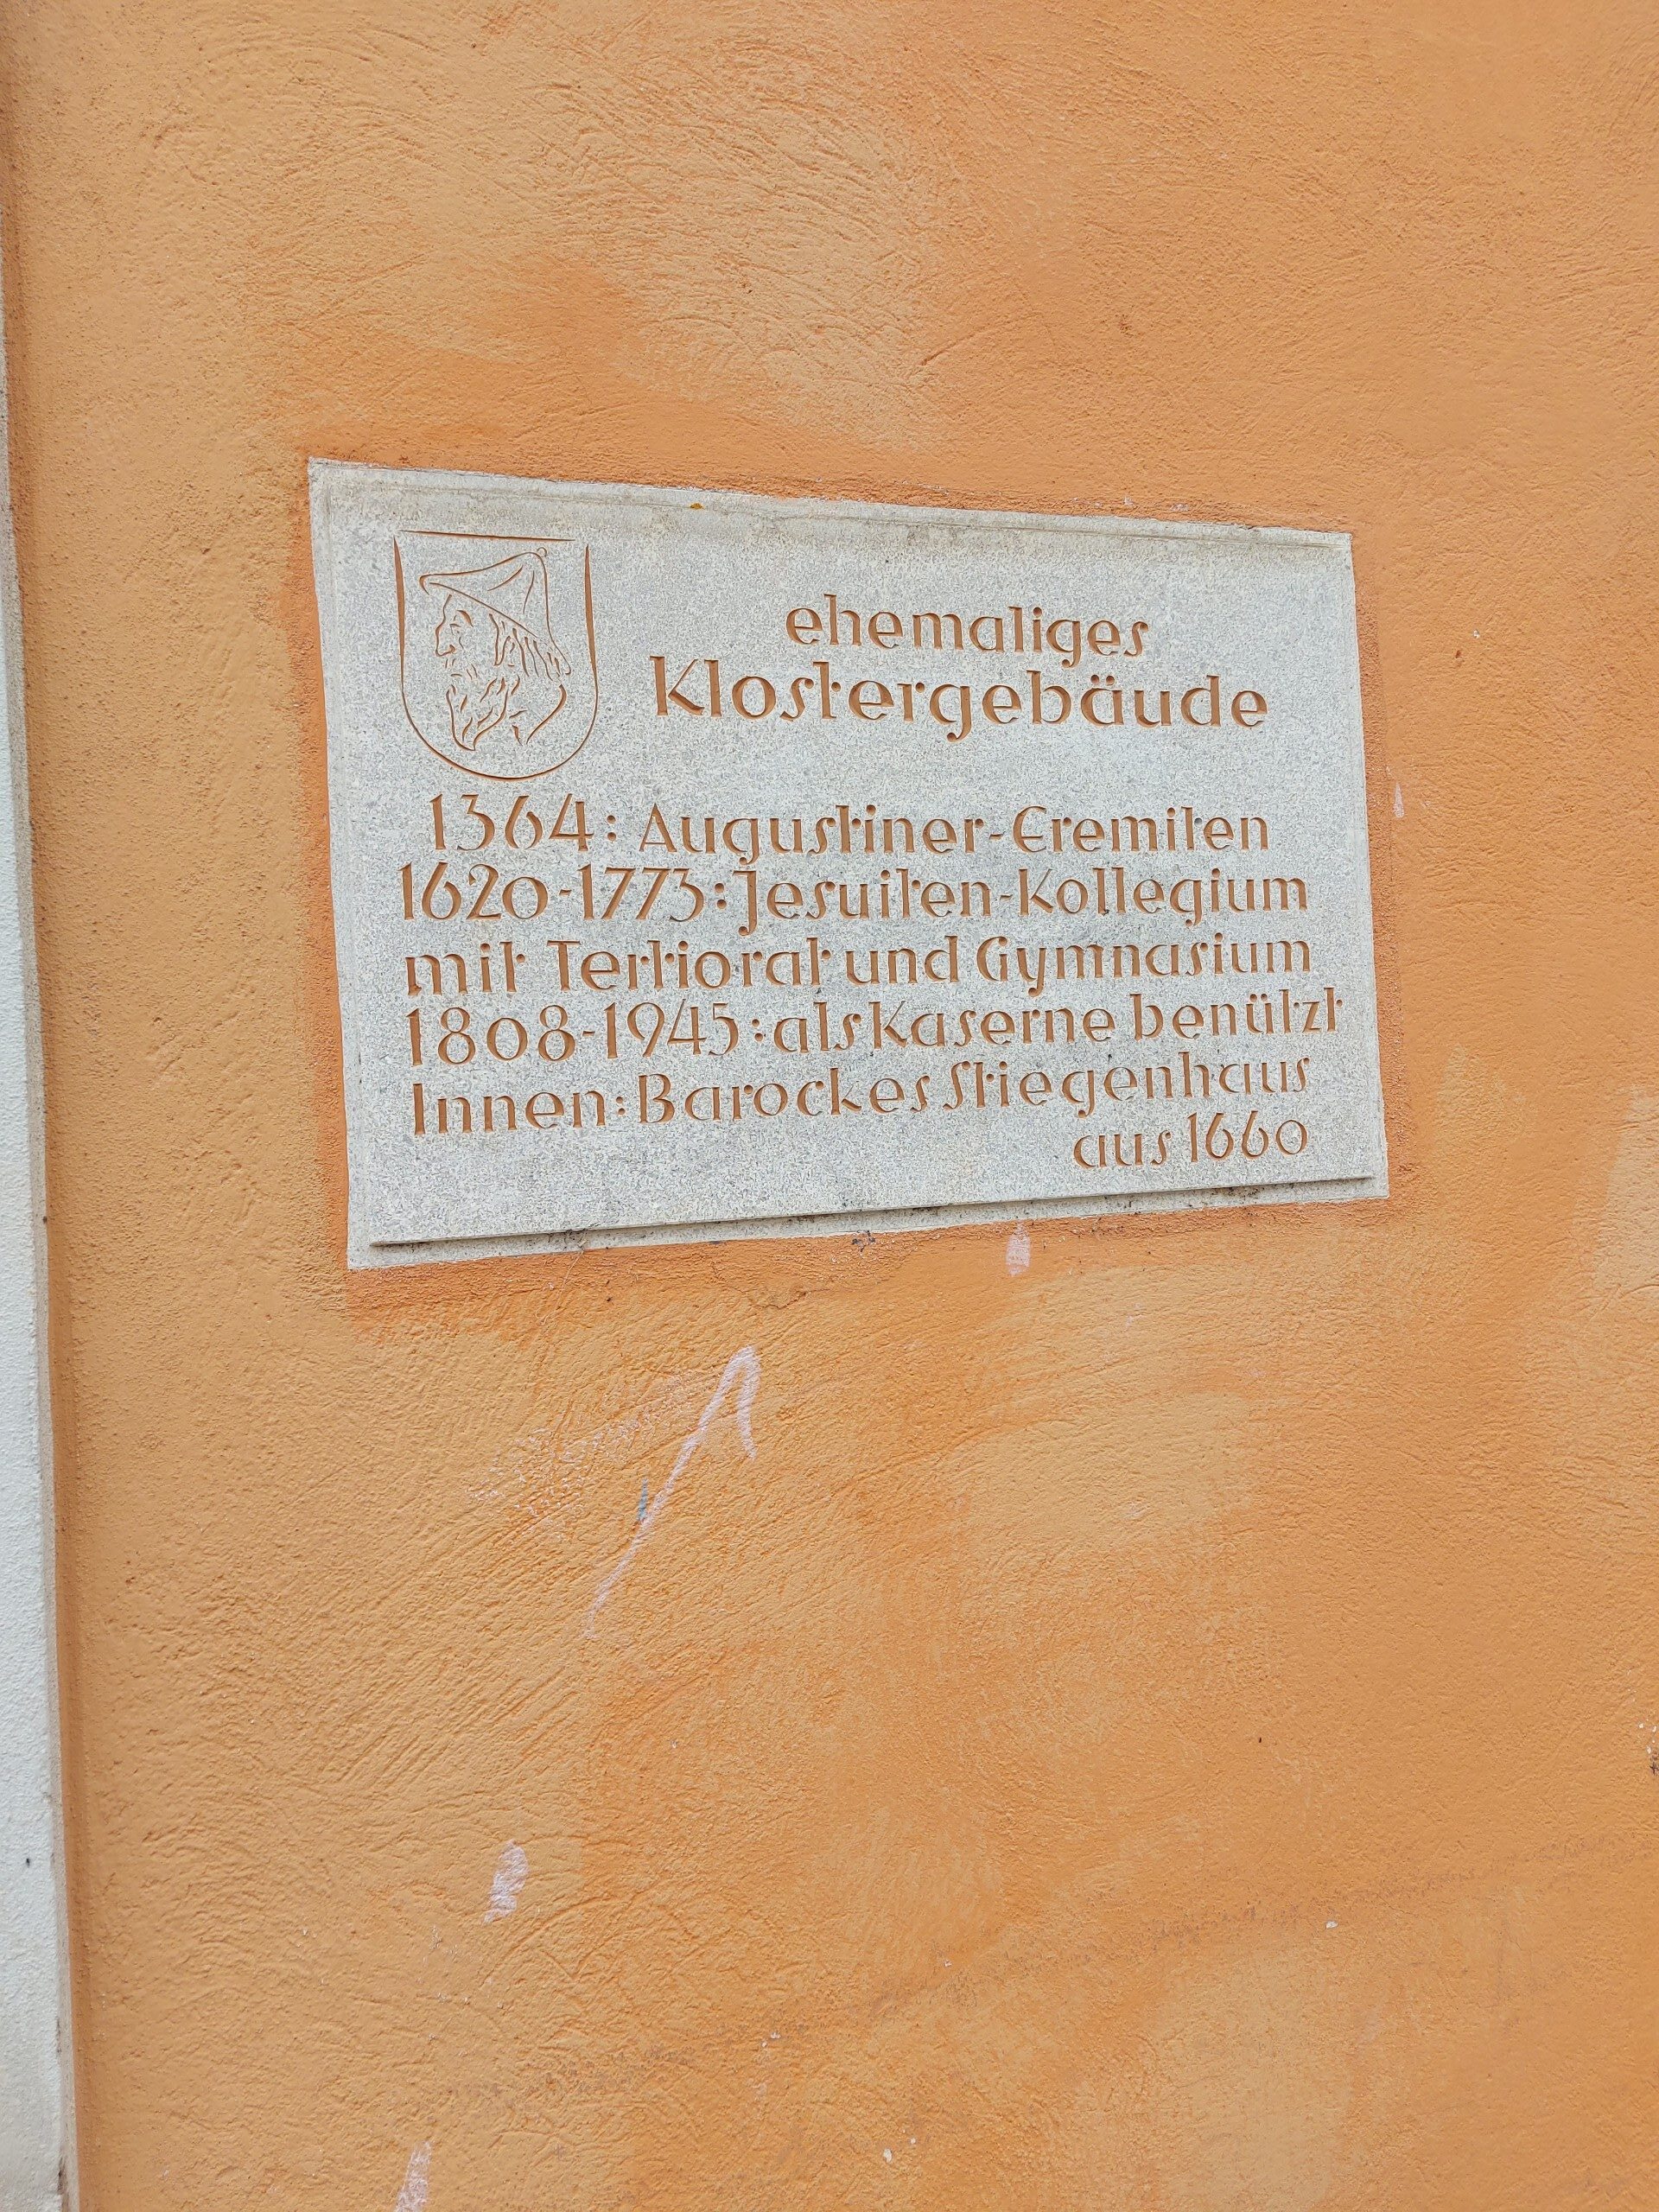 ehemaliges
Klostergebäude
1364: Augustiner-Eremiten
1620-1773: Jesuiten-Kollegium
mit Tertiorat und Gymnasium
1808-1945: als Kaserne benützt
Innen: Barockes Stiegenhaus
aus 1660